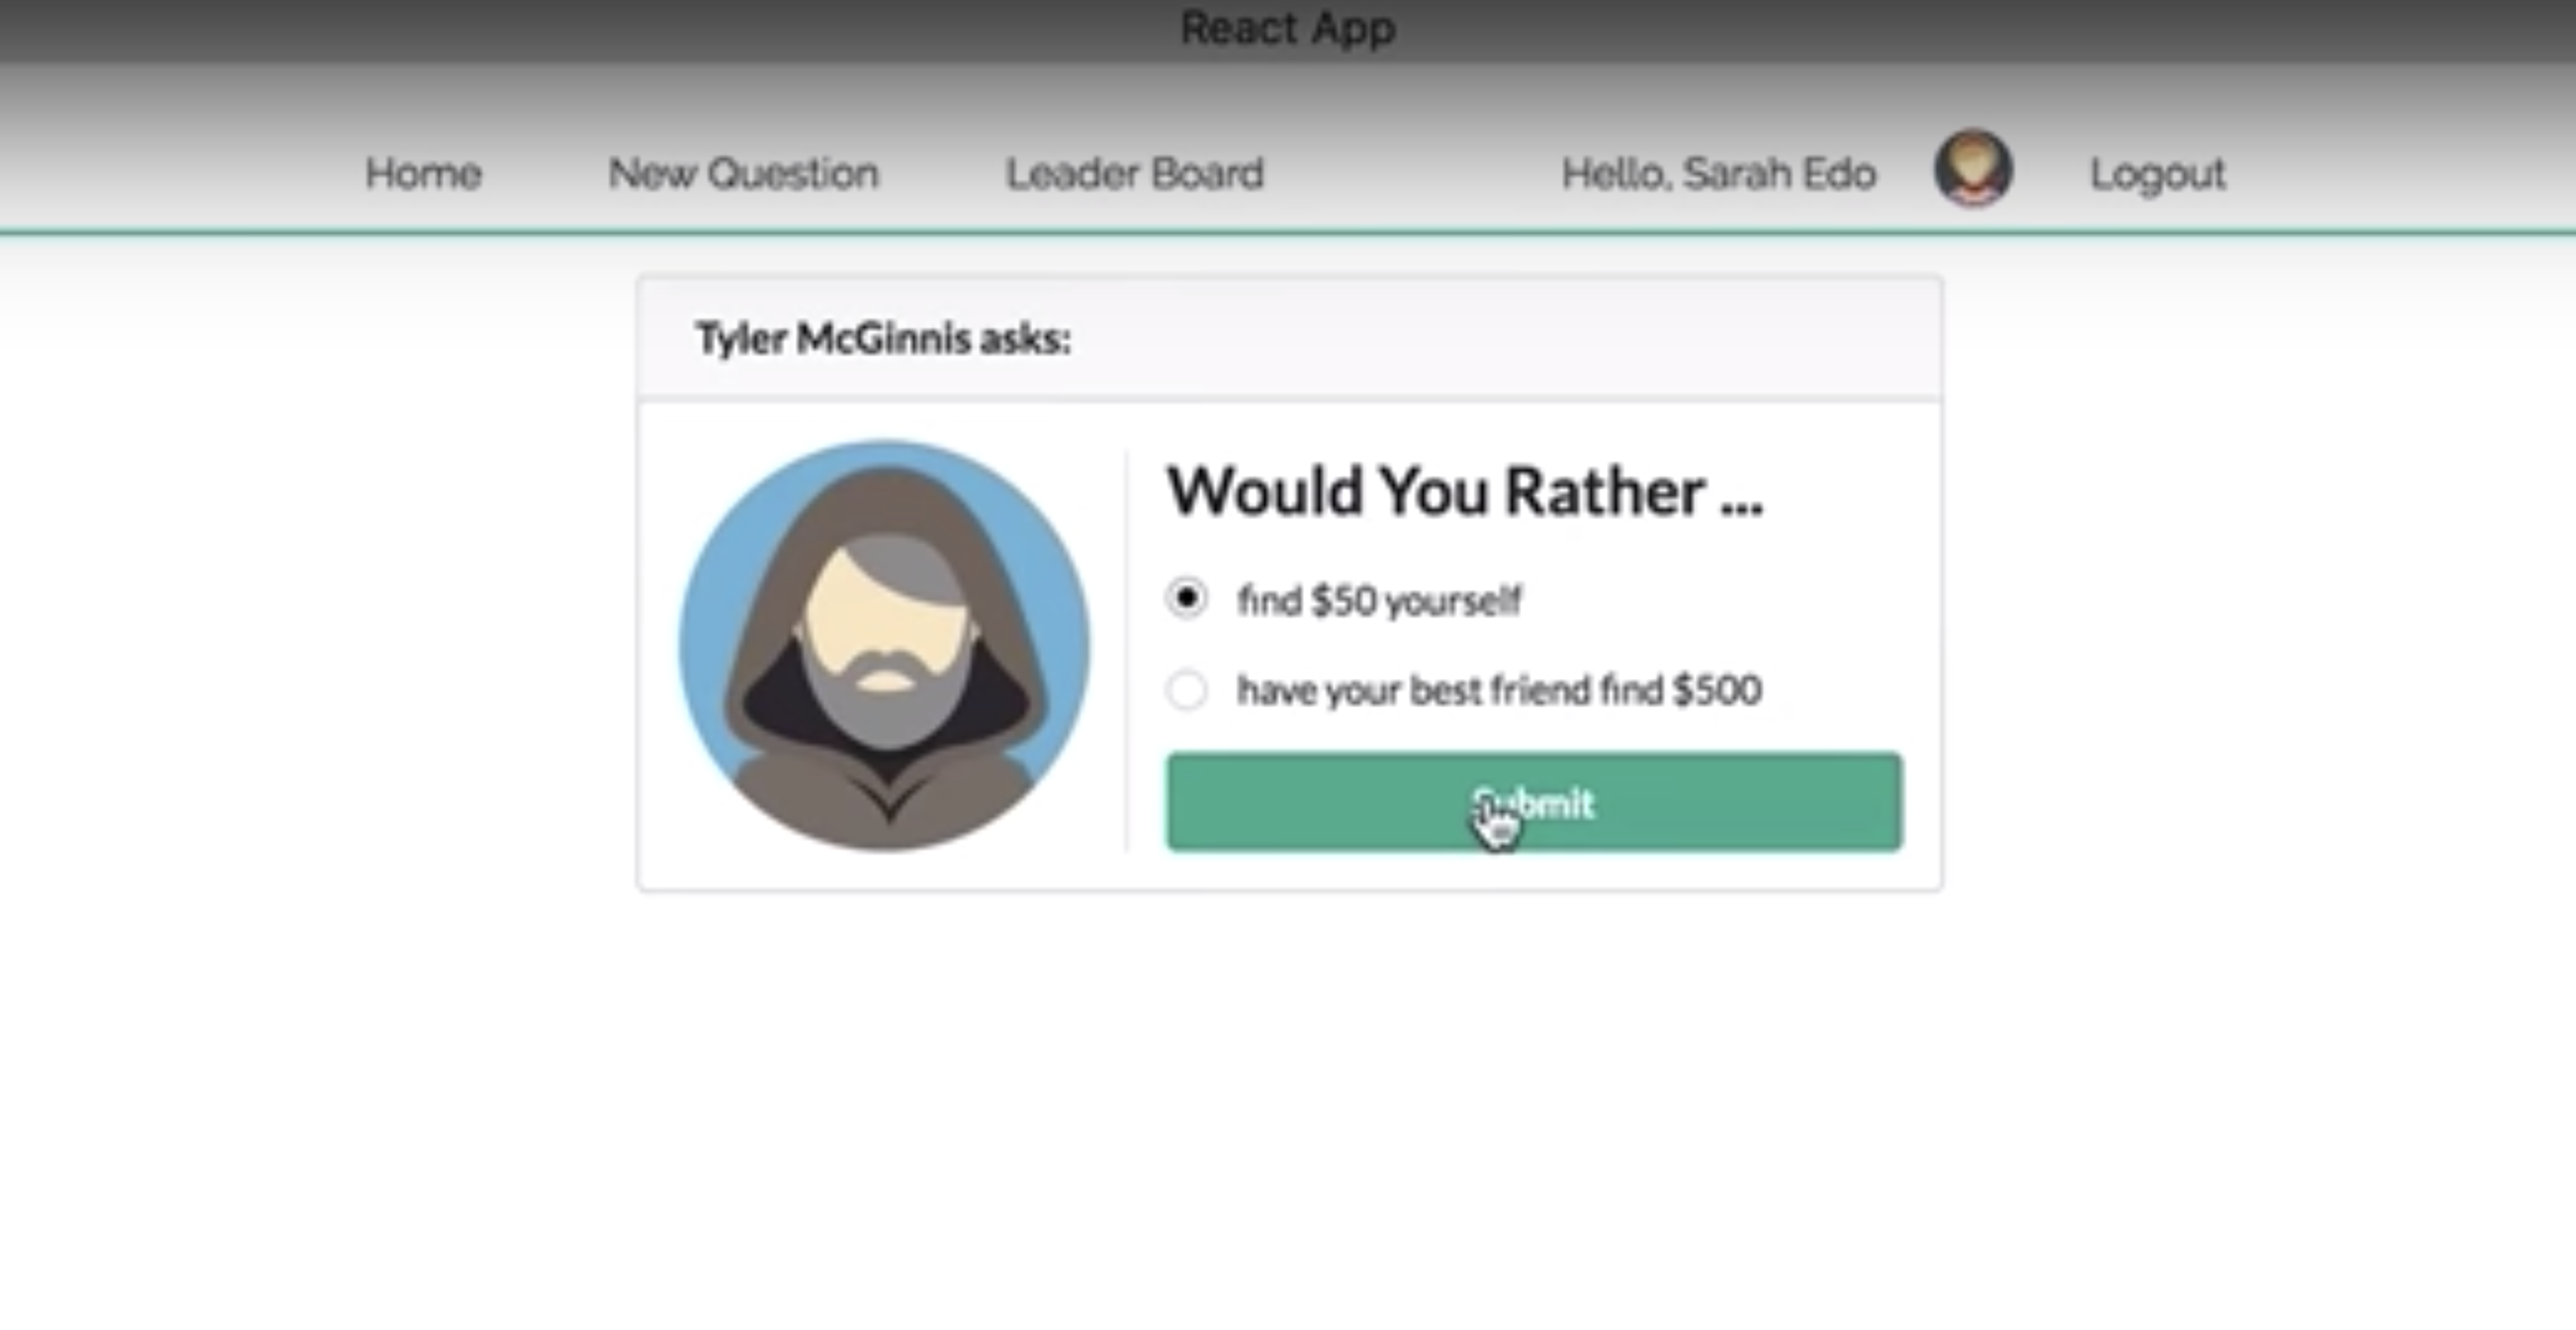 React App
Home New Question Leader Board Hello, Sarah Edo Logout
Tyler McGinnis asks:
Would You Rather ...
find $50 yourself
have your best friend find $500
Submit